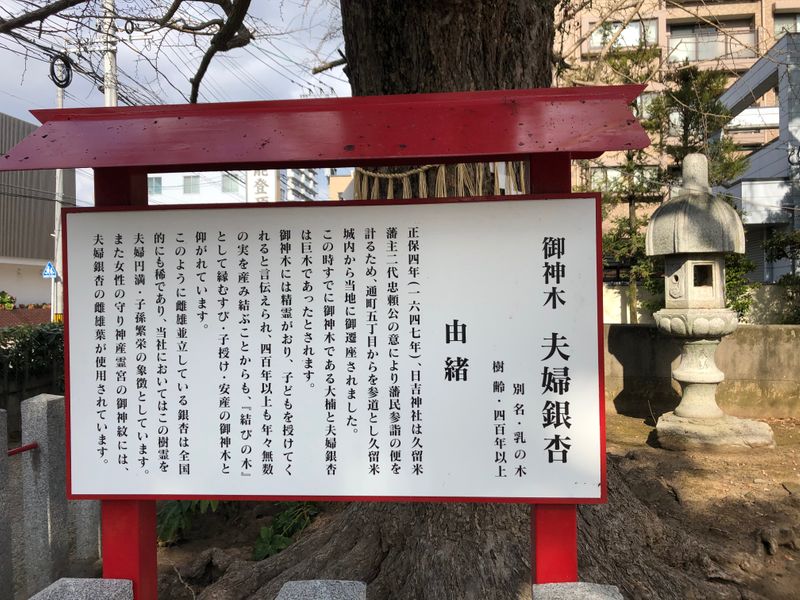 御神木　夫婦銀杏
別名・乳の木
樹齢・四百年以上
由緒
正保四年(一六四七年)、日吉神社は久留米
藩主二代忠頼公の意により藩民参詣の便を
計るため、通町五丁目からを参道とし久留米
城内から当地に御遷座されました。
この時すでに御神木である大楠と夫婦銀杏
は巨木であったとされます。
御神木には精霊がおり、子どもを授けてく
れると言伝えられ、四百年以上も年々無数
の実を産み結ぶことからも、『結びの木』
として縁むすび・子授け・安産の御神木と
仰がれています。
このように雌雄並立している銀杏は全国
的にも稀であり、当社においてはこの樹霊を
夫婦円満・子孫繁栄の象徴としています。
また女性の守り神産霊宮の御神紋には、
夫婦銀杏の雌雄葉が使用されています。